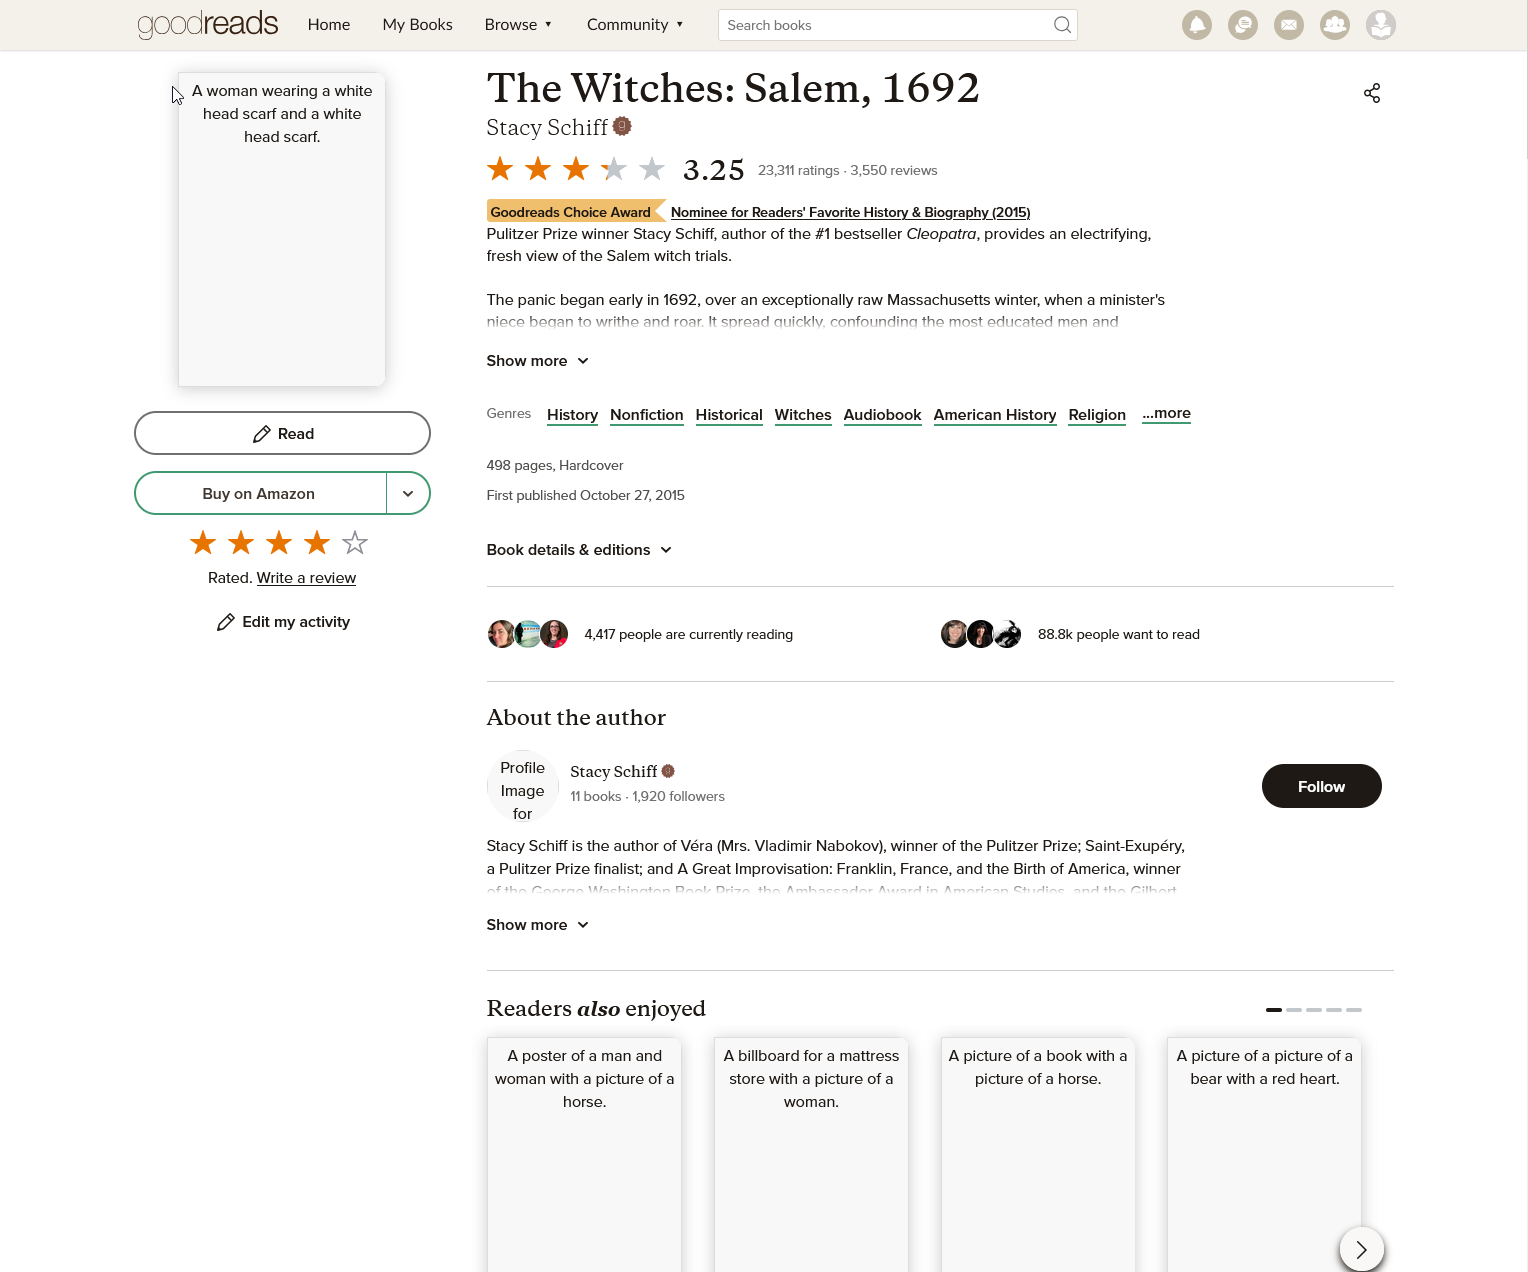 goodreads
Home
My Books
Browse ▼
Community ▼
Search books
A woman wearing a white
head scarf and a white
head scarf.
Read
Buy on Amazon
Rated. Write a review
Edit my activity
The Witches: Salem, 1692
Stacy Schiff
3.25
23,311 ratings · 3,550 reviews
Goodreads Choice Award
Nominee for Readers' Favorite History & Biography (2015)
Pulitzer Prize winner Stacy Schiff, author of the #1 bestseller Cleopatra, provides an electrifying,
fresh view of the Salem witch trials.
The panic began early in 1692, over an exceptionally raw Massachusetts winter, when a minister's
niece began to writhe and roar. It spread quickly, confounding the most educated men and
Show more
Genres
History
Nonfiction
Historical
Witches
Audiobook
American History
Religion
...more
498 pages, Hardcover
First published October 27, 2015
Book details & editions
4,417 people are currently reading
88.8k people want to read
About the author
Profile
Image
for
Stacy Schiff
11 books · 1,920 followers
Follow
Stacy Schiff is the author of Véra (Mrs. Vladimir Nabokov), winner of the Pulitzer Prize; Saint-Exupéry,
a Pulitzer Prize finalist; and A Great Improvisation: Franklin, France, and the Birth of America, winner
of the George Washington Book Prize, the Ambassador Award in American Studies, and the Gilbert
Show more
Readers also enjoyed
A poster of a man and
woman with a picture of a
horse.
A billboard for a mattress
store with a picture of a
woman.
A picture of a book with a
picture of a horse.
A picture of a picture of a
bear with a red heart.